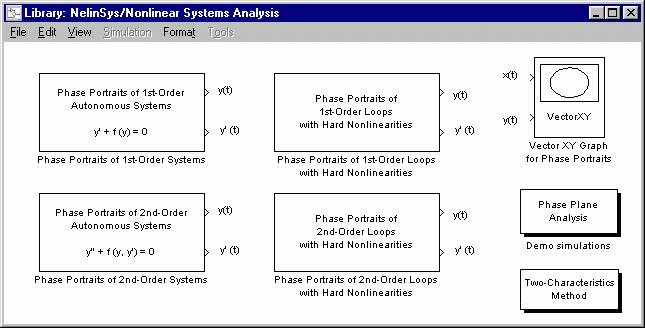 Library: NelinSys/Nonlinear Systems Analysis
File Edit View Simulation Format Tools
Phase Portraits of 1st-Order
Autonomous Systems
y' + f (y) = 0
y(t)
y' (t)
Phase Portraits of 1st-Order Systems
Phase Portraits of
1st-Order Loops
with Hard Nonlinearities
y(t)
y' (t)
Phase Portraits of 1st-Order Loops
with Hard Nonlinearities
x(t)
y(t)
VectorXY
Vector XY Graph
for Phase Portraits
Phase Portraits of 2nd-Order
Autonomous Systems
y'' + f (y, y') = 0
y(t)
y' (t)
Phase Portraits of 2nd-Order Systems
Phase Portraits of
2nd-Order Loops
with Hard Nonlinearities
y(t)
y' (t)
Phase Portraits of 2nd-Order Loops
with Hard Nonlinearities
Phase Plane
Analysis
Demo simulations
Two-Characteristics
Method